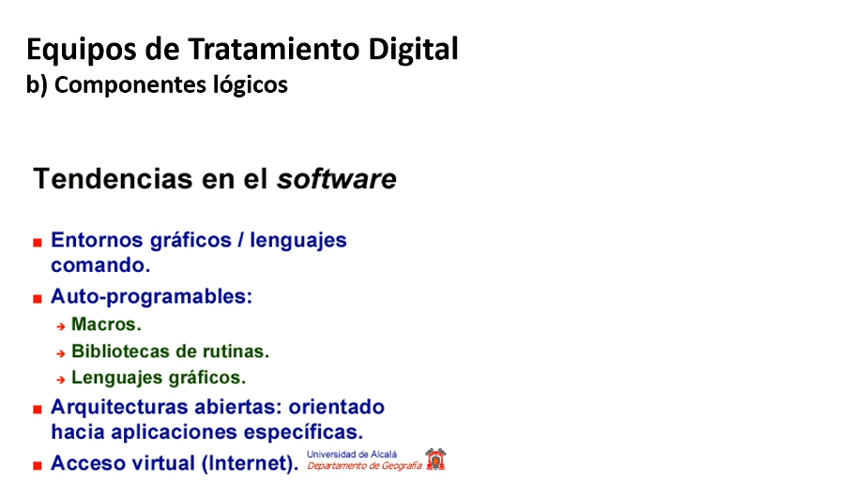 Equipos de Tratamiento Digital
b) Componentes lógicos
Tendencias en el software
Entornos gráficos / lenguajes
comando.
Auto-programables:
Macros.
Bibliotecas de rutinas.
Lenguajes gráficos.
Arquitecturas abiertas: orientado
hacia aplicaciones específicas.
Acceso virtual (Internet).
Universidad de Alcalá
Departamento de Geografía